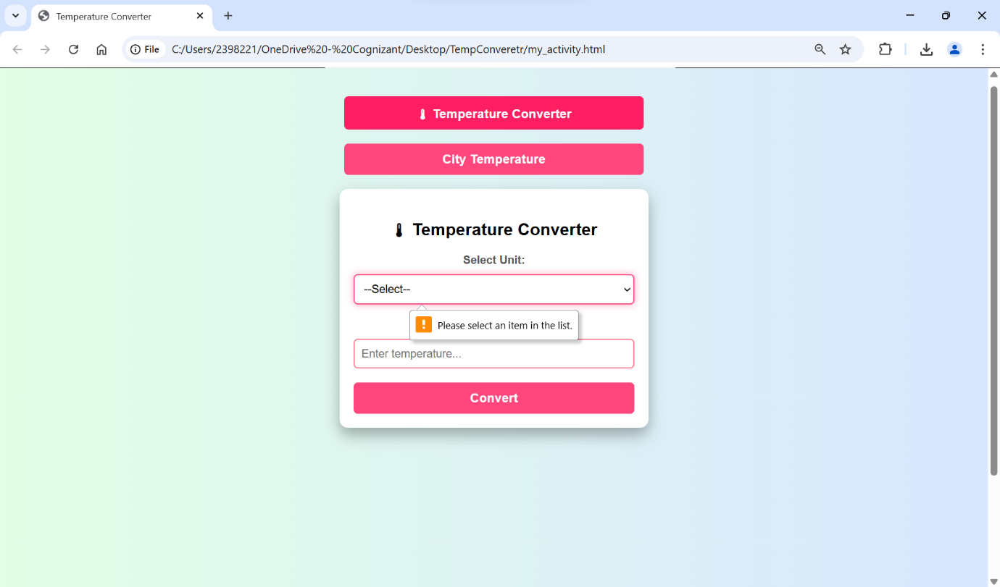 Temperature Converter
File C:/Users/2398221/OneDrive%20-%20Cognizant/Desktop/TempConveretr/my_activity.html
Temperature Converter
City Temperature
Temperature Converter
Select Unit:
--Select--
Please select an item in the list.
Enter temperature...
Convert